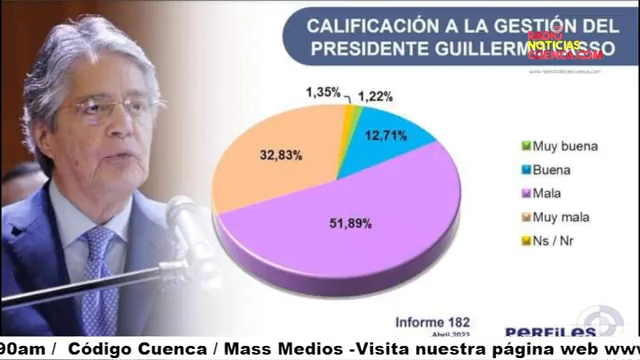 CALIFICACIÓN A LA GESTIÓN DEL
PRESIDENTE GUILLERMO LASSO
RADIO
NOTICIAS
CUENCA.COM
1,35%
1,22%
12,71%
32,83%
51,89%
Muy buena
Buena
Mala
Muy mala
Ns / Nr
Informe 182
PERFILES
90am / Código Cuenca / Mass Medios -Visita nuestra página web www